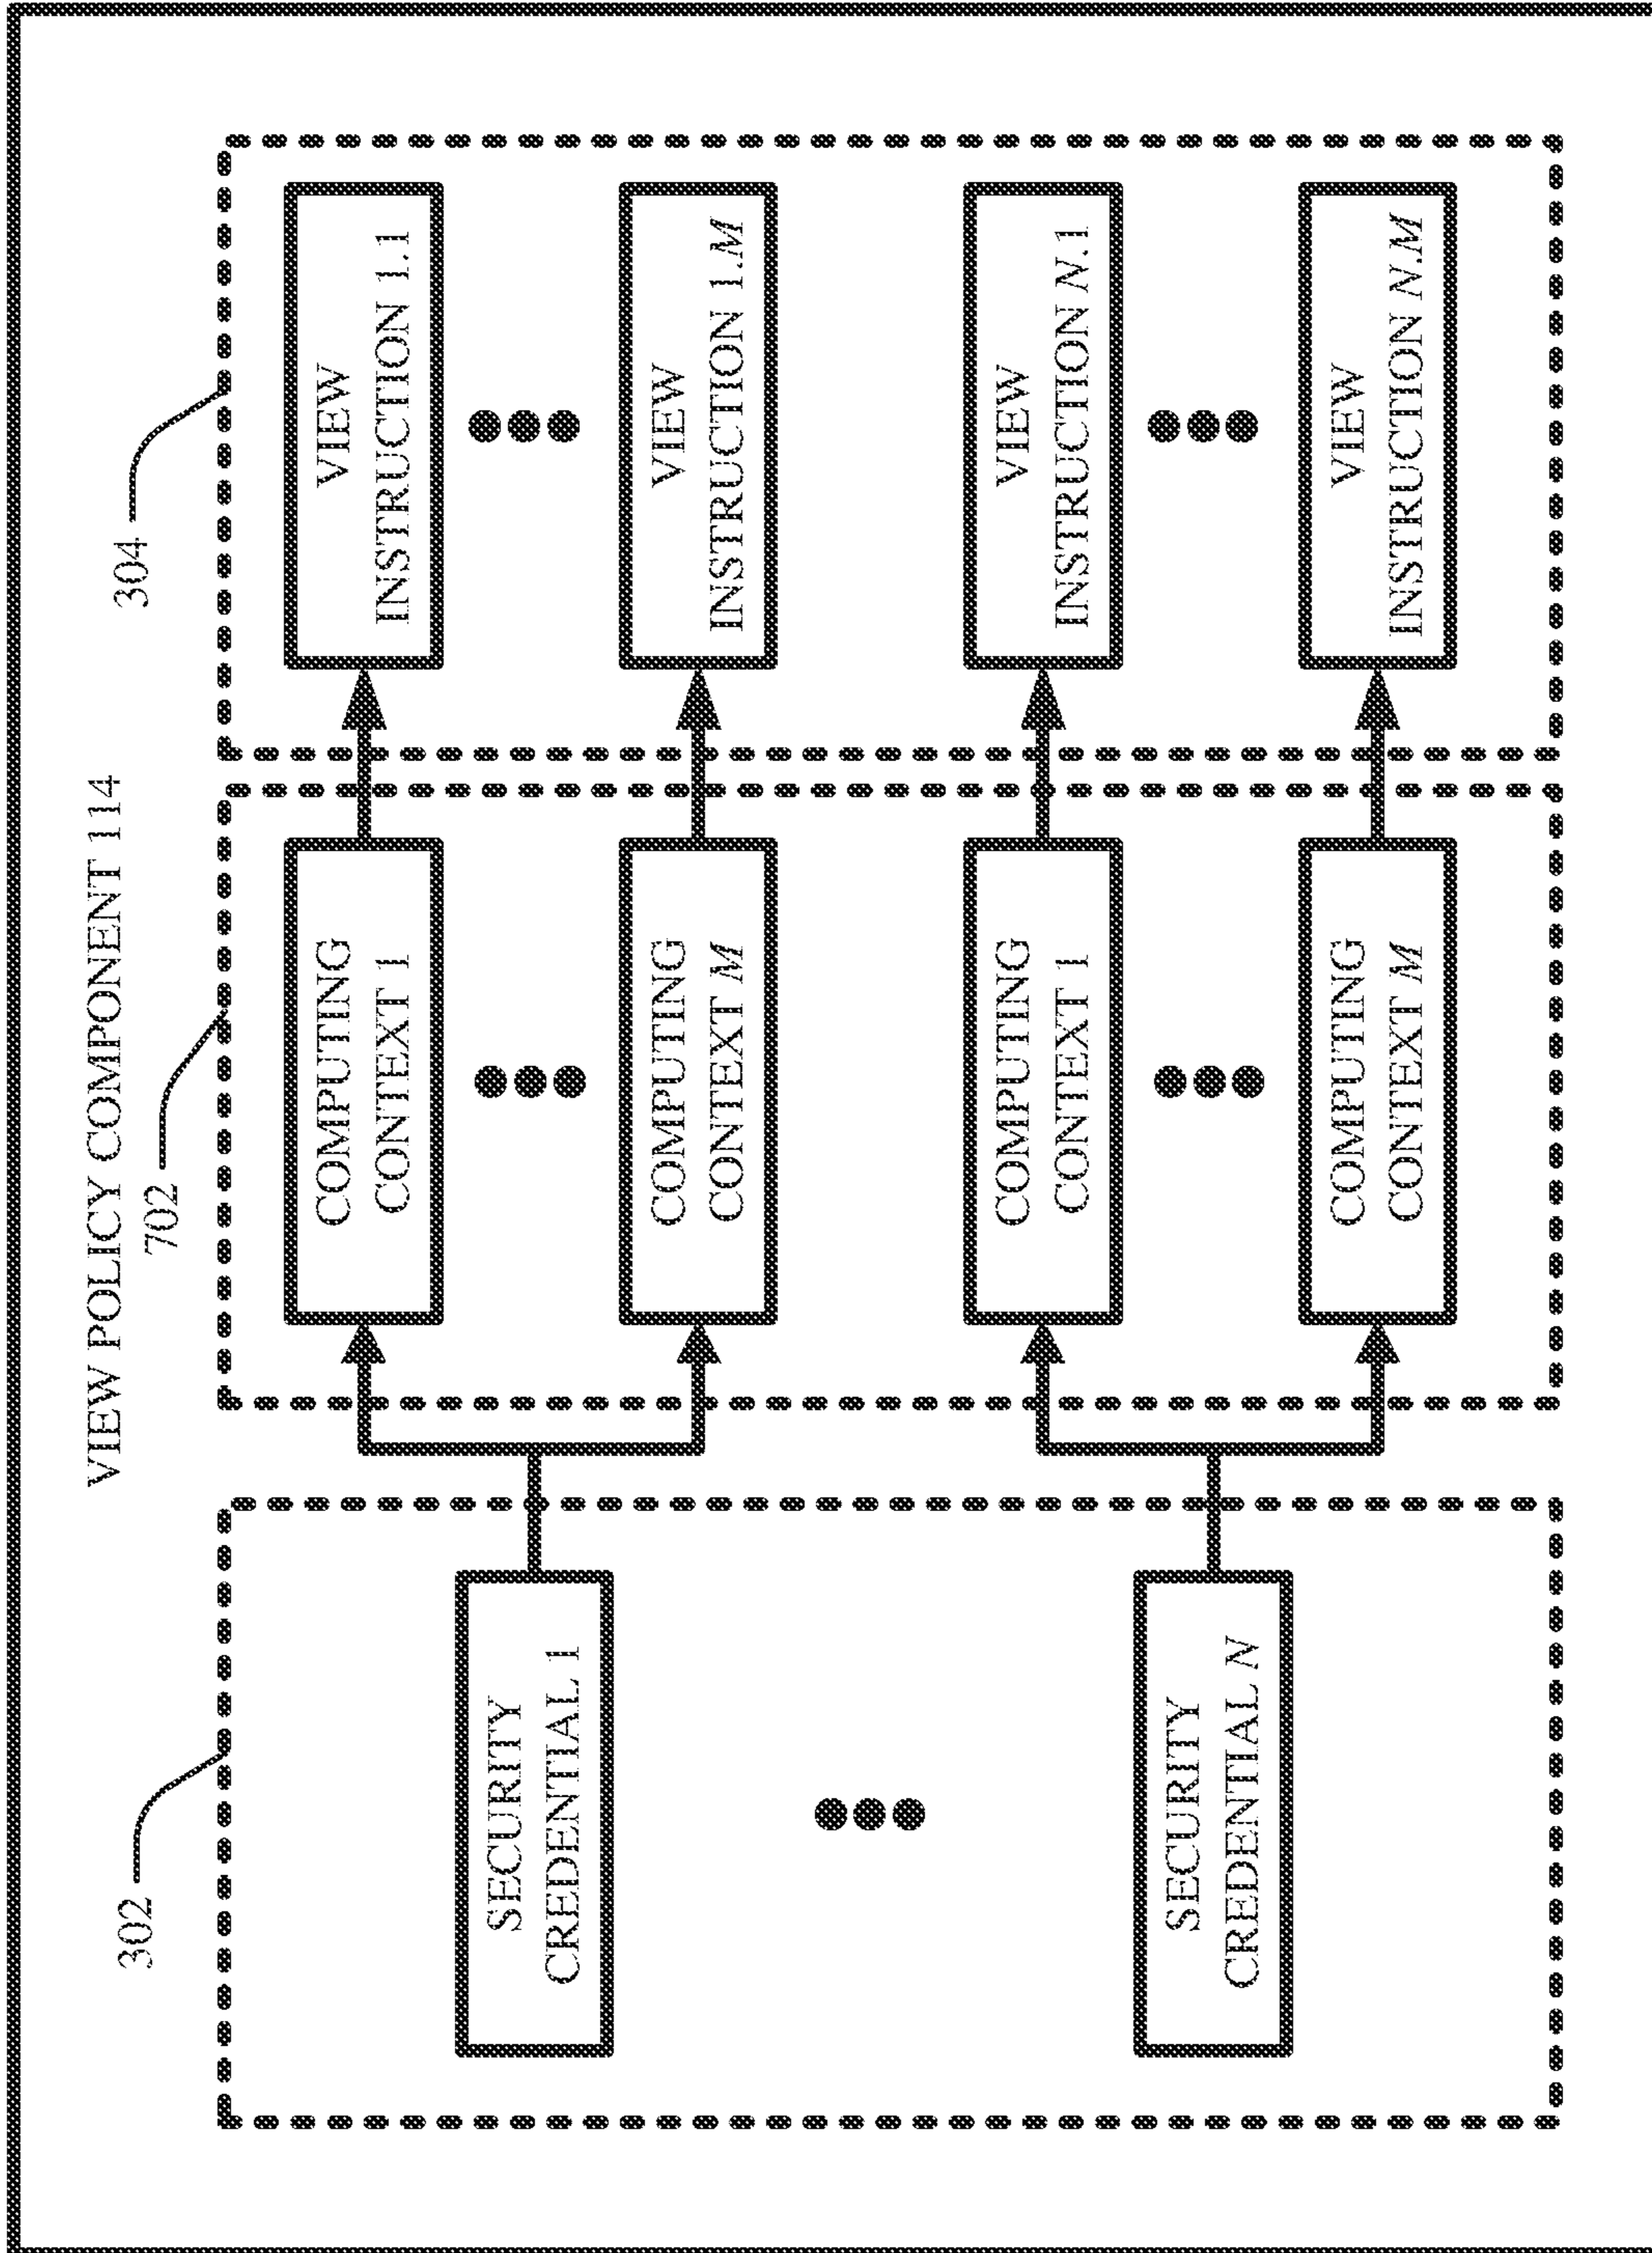 VIEW POLICY COMPONENT 114
302
702
304
SECURITY
CREDENTIAL 1
SECURITY
CREDENTIAL N
COMPUTING
CONTEXT 1
COMPUTING
CONTEXT M
COMPUTING
CONTEXT 1
COMPUTING
CONTEXT M
VIEW
INSTRUCTION 1.1
VIEW
INSTRUCTION 1.M
VIEW
INSTRUCTION N.1
VIEW
INSTRUCTION N.M